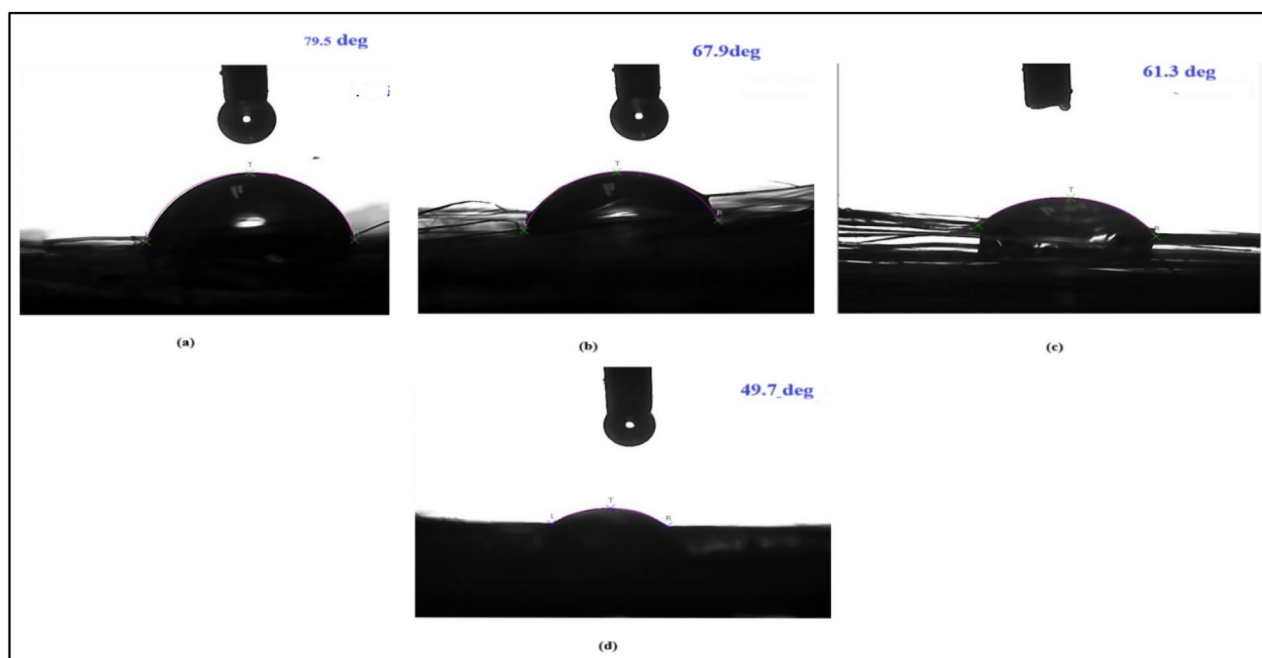 79.5 deg
67.9deg
61.3 deg
T
T
T
R
R
(a)
(b)
(c)
49.7 deg
T
L
R
(d)